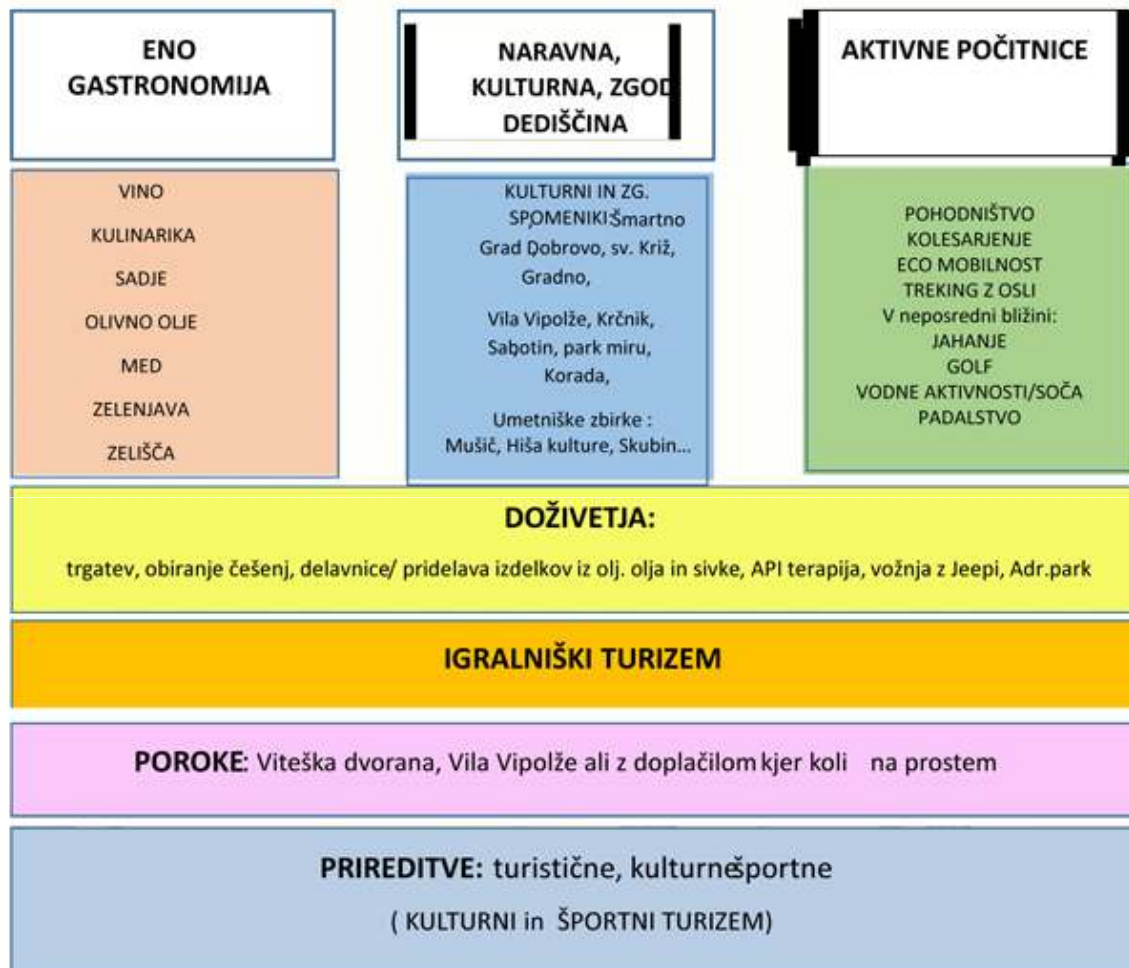 ENO
GASTRONOMIJA
NARAVNA,
KULTURNA, ZGOD
DEDIŠČINA
AKTIVNE POČITNICE
VINO
KULINARIKA
SADJE
OLIVNO OLJE
MED
ZELENJAVA
ZELIŠČA
KULTURNI IN ZG.
SPOMENIKI:Šmartno
Grad Dobrovo, sv. Križ,
Gradno,
Vila Vipolže, Krčnik,
Sabotin, park miru,
Korada,
Umetniške zbirke :
Mušič, Hiša kulture, Skubin...
POHODNIŠTVO
KOLESARJENJE
ECO MOBILNOST
TREKING Z OSLI
V neposredni bližini:
JAHANJE
GOLF
VODNE AKTIVNOSTI/SOČA
PADALSTVO
DOŽIVETJA:
trgatev, obiranje češenj, delavnice/ pridelava izdelkov iz olj. olja in sivke, API terapija, vožnja z Jeepi, Adr.park
IGRALNIŠKI TURIZEM
POROKE: Viteška dvorana, Vila Vipolže ali z doplačilom kjer koli na prostem
PRIREDITVE: turistične, kulturnešportne
( KULTURNI in ŠPORTNI TURIZEM)